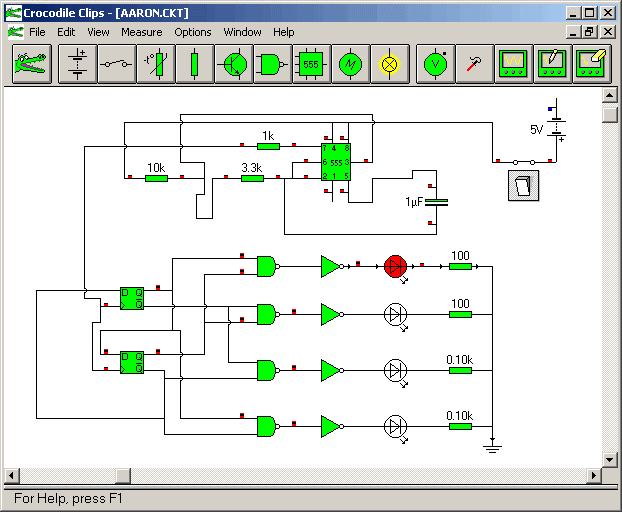 Crocodile Clips - [AARON.CKT]
File Edit View Measure Options Window Help
-t° 555 V
5V
1k
7 4 8
10k 3.3k 6 555 3
2 1 5
1µF
100
D Q
Q
100
D Q
Q
0.10k
0.10k
For Help, press F1